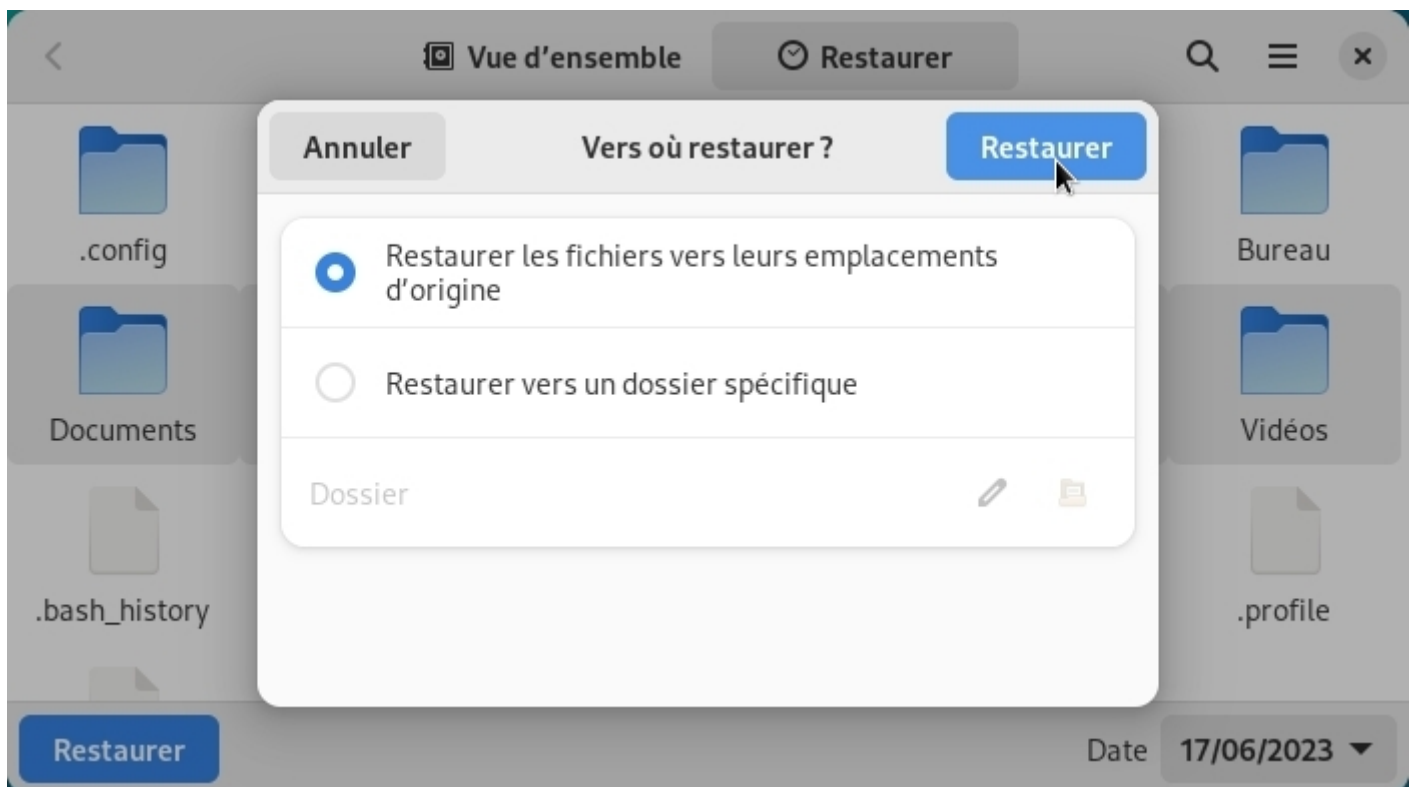 Vue d’ensemble
Restaurer
Annuler
Vers où restaurer ?
Restaurer
.config
Bureau
Restaurer les fichiers vers leurs emplacements
d’origine
Restaurer vers un dossier spécifique
Documents
Vidéos
Dossier
.bash_history
.profile
Restaurer
Date
17/06/2023